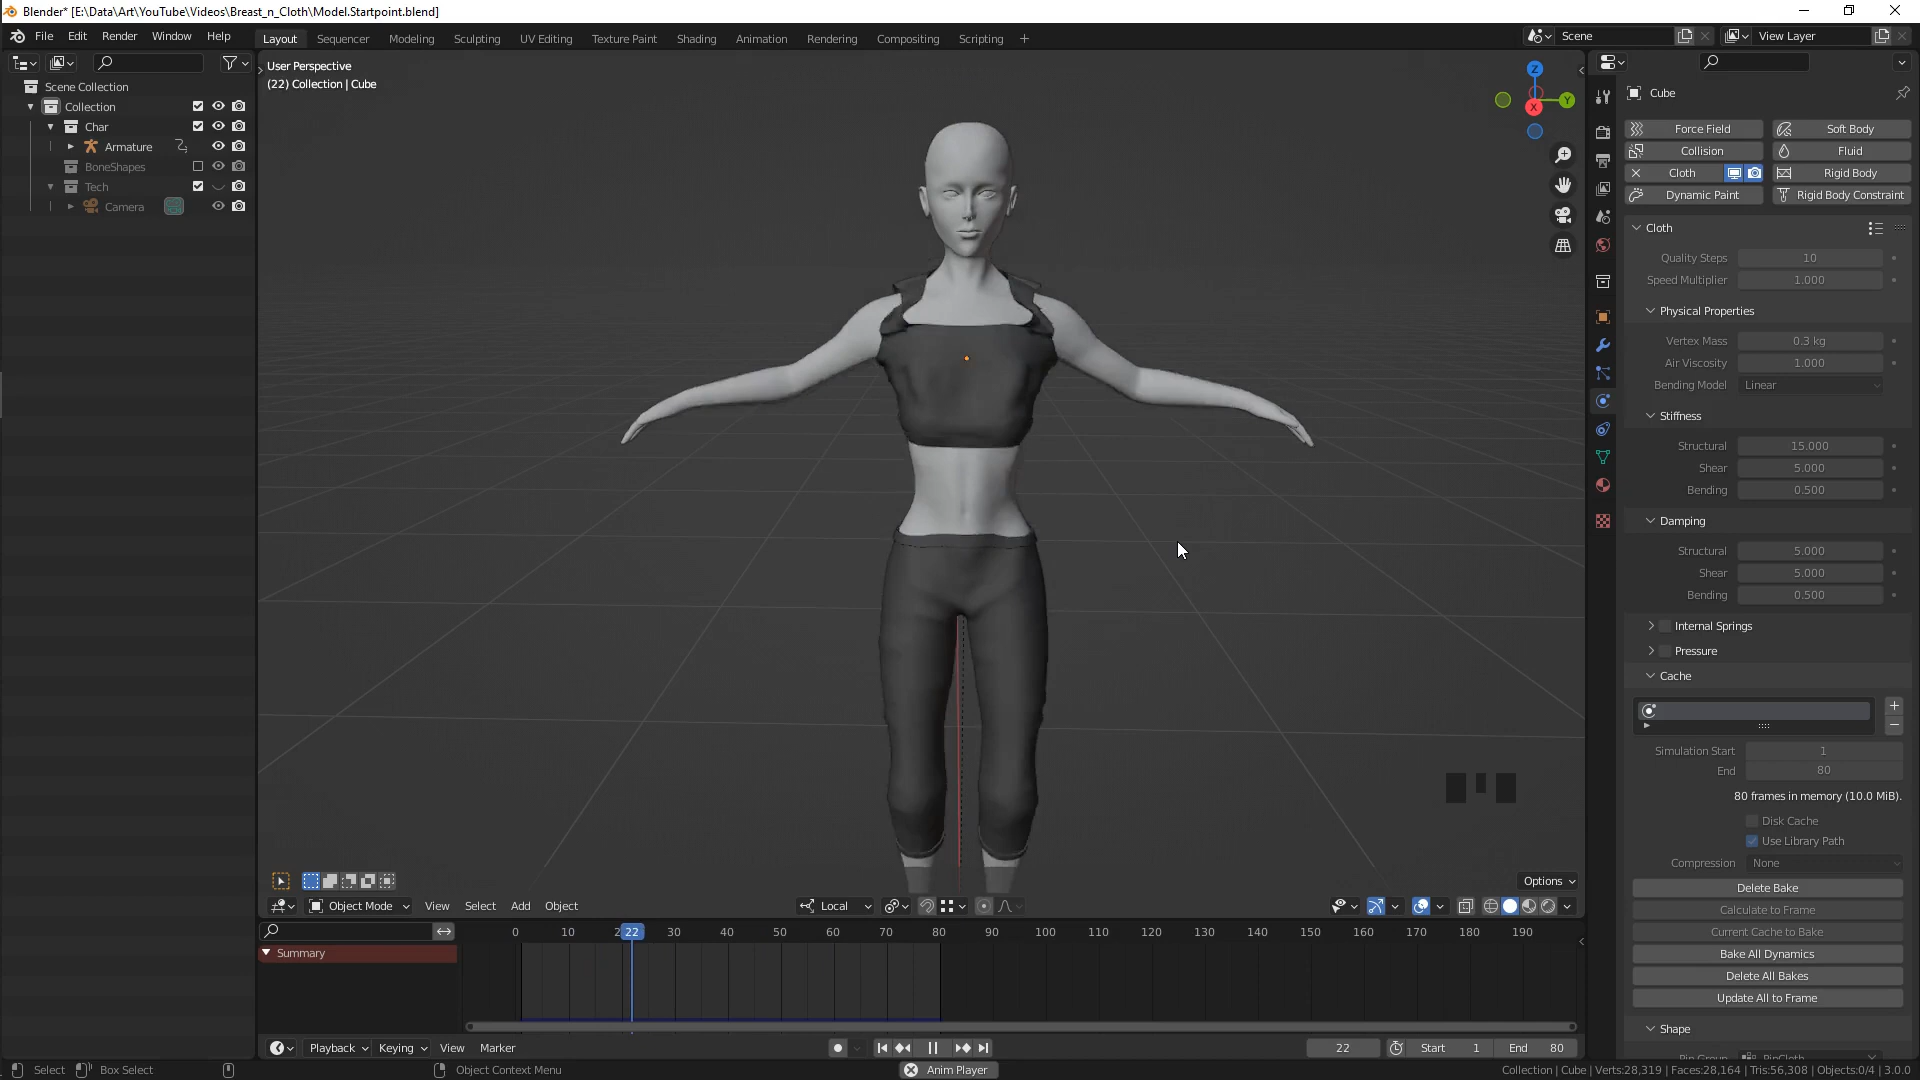 Blender* [E:\Data\Art\YouTube\Videos\Breast_n_Cloth\Model.Startpoint.blend]
File Edit Render Window Help
Layout Sequencer Modeling Sculpting UV Editing Texture Paint Shading Animation Rendering Compositing Scripting +
Scene
View Layer
Scene Collection
Collection
Char
Armature
BoneShapes
Tech
Camera
User Perspective
(22) Collection | Cube
Z
Y
X
Options
Object Mode View Select Add Object
Local
Cube
Force Field Soft Body
Collision Fluid
Cloth Rigid Body
Dynamic Paint Rigid Body Constraint
Cloth
Quality Steps 10
Speed Multiplier 1.000
Physical Properties
Vertex Mass 0.3 kg
Air Viscosity 1.000
Bending Model Linear
Stiffness
Structural 15.000
Shear 5.000
Bending 0.500
Damping
Structural 5.000
Shear 5.000
Bending 0.500
Internal Springs
Pressure
Cache
Simulation Start 1
End 80
80 frames in memory (10.0 MiB).
Disk Cache
Use Library Path
Compression None
Delete Bake
Calculate to Frame
Current Cache to Bake
Bake All Dynamics
Delete All Bakes
Update All to Frame
Shape
Pin Group PinCloth
0 10 2 22 30 40 50 60 70 80 90 100 110 120 130 140 150 160 170 180 190
Summary
Playback Keying View Marker
22 Start 1 End 80
Select Box Select Object Context Menu Anim Player Collection | Cube | Verts:28,319 | Faces:28,164 | Tris:56,308 | Objects:0/4 | 3.0.0